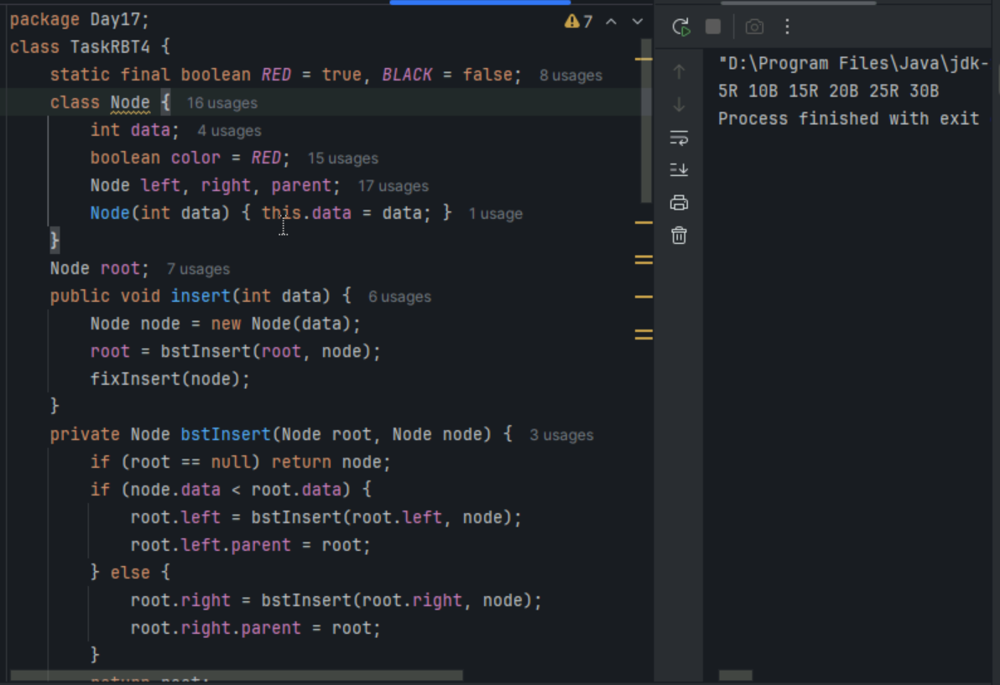 package Day17;
7
class TaskRBT4 {
static final boolean RED = true, BLACK = false; 8 usages
class Node { 16 usages
int data; 4 usages
boolean color = RED; 15 usages
Node left, right, parent; 17 usages
Node(int data) { this.data = data; } 1 usage
}
Node root; 7 usages
public void insert(int data) { 6 usages
Node node = new Node(data);
root = bstInsert(root, node);
fixInsert(node);
}
private Node bstInsert(Node root, Node node) { 3 usages
if (root == null) return node;
if (node.data < root.data) {
root.left = bstInsert(root.left, node);
root.left.parent = root;
} else {
root.right = bstInsert(root.right, node);
root.right.parent = root;
}
return root;
"D:\Program Files\Java\jdk-
5R 10B 15R 20B 25R 30B
Process finished with exit